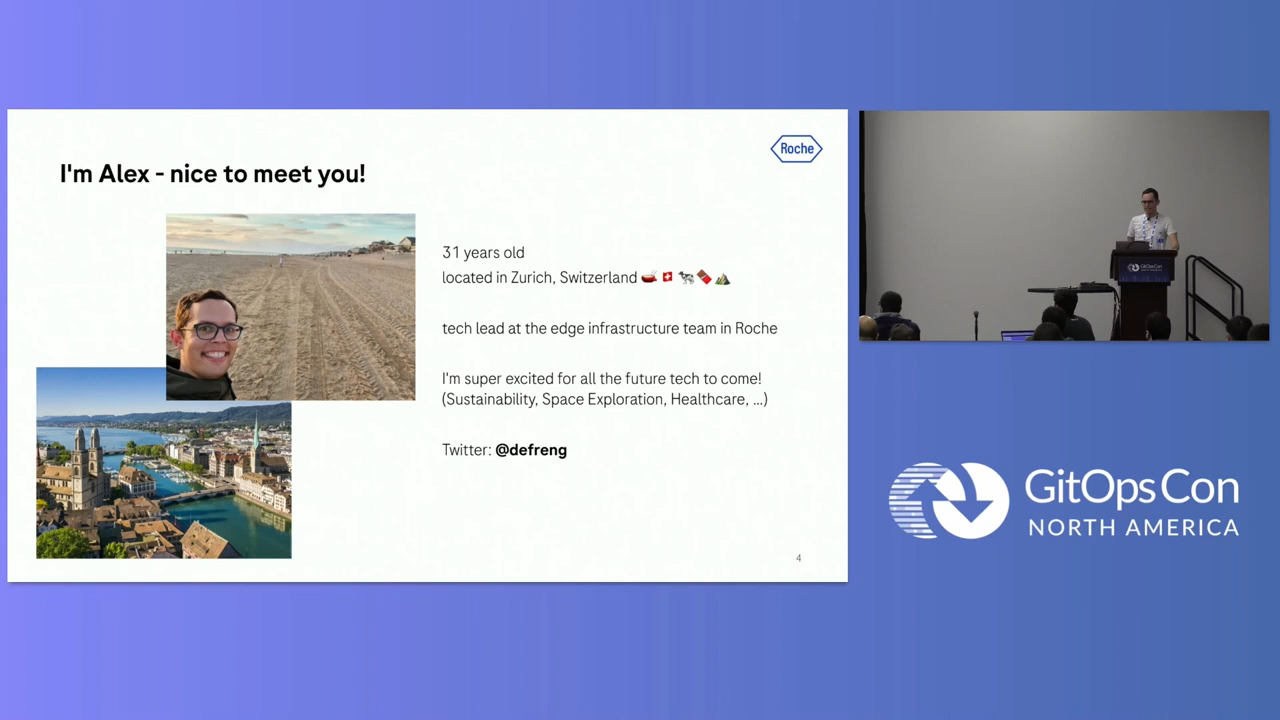 I'm Alex - nice to meet you!
Roche
31 years old
located in Zurich, Switzerland
tech lead at the edge infrastructure team in Roche
I'm super excited for all the future tech to come!
(Sustainability, Space Exploration, Healthcare, ...)
Twitter: @defreng
4
GitOpsCon
GitOpsCon
NORTH AMERICA